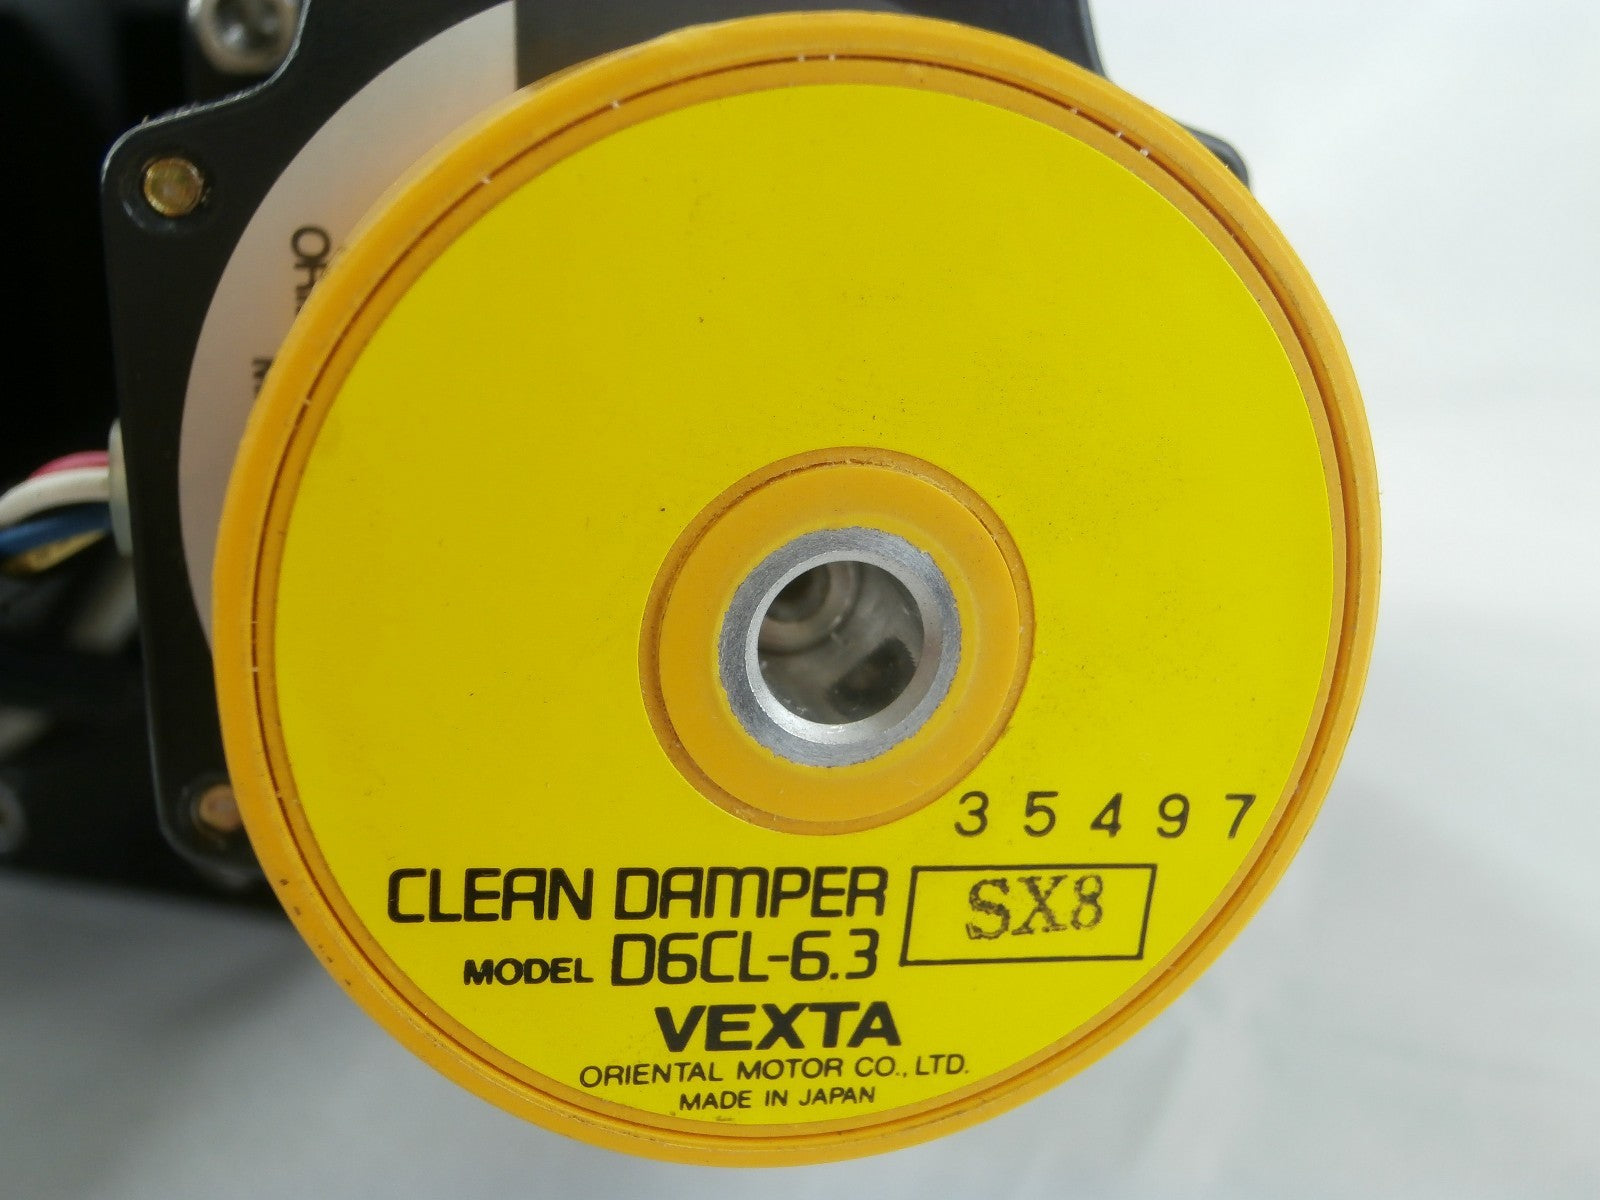 35497
CLEAN DAMPER SX8
MODEL D6CL-6.3
VEXTA
ORIENTAL MOTOR CO., LTD.
MADE IN JAPAN